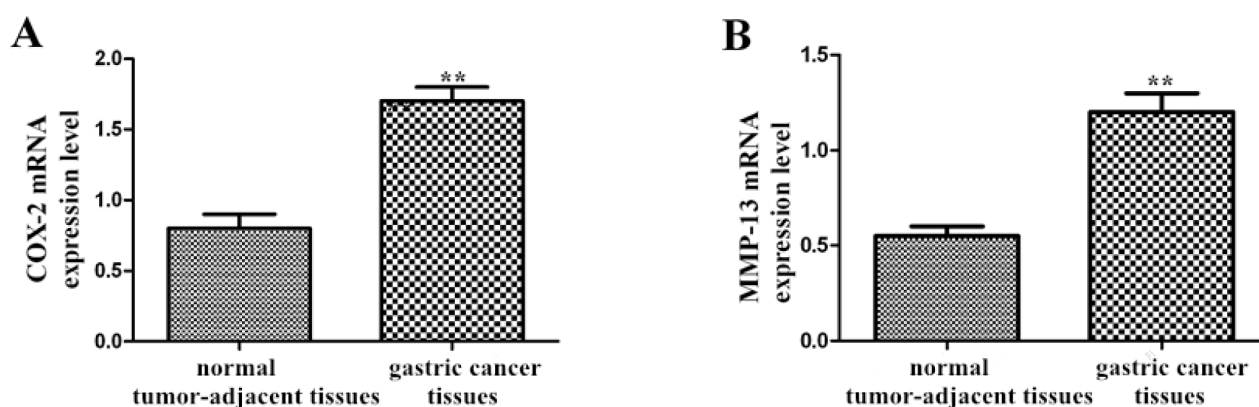 A
COX-2 mRNA
expression level
2.0
1.5
1.0
0.5
0.0
**
normal
tumor-adjacent tissues
gastric cancer
tissues
B
MMP-13 mRNA
expression level
1.5
1.0
0.5
0.0
**
normal
tumor-adjacent tissues
gastric cancer
tissues